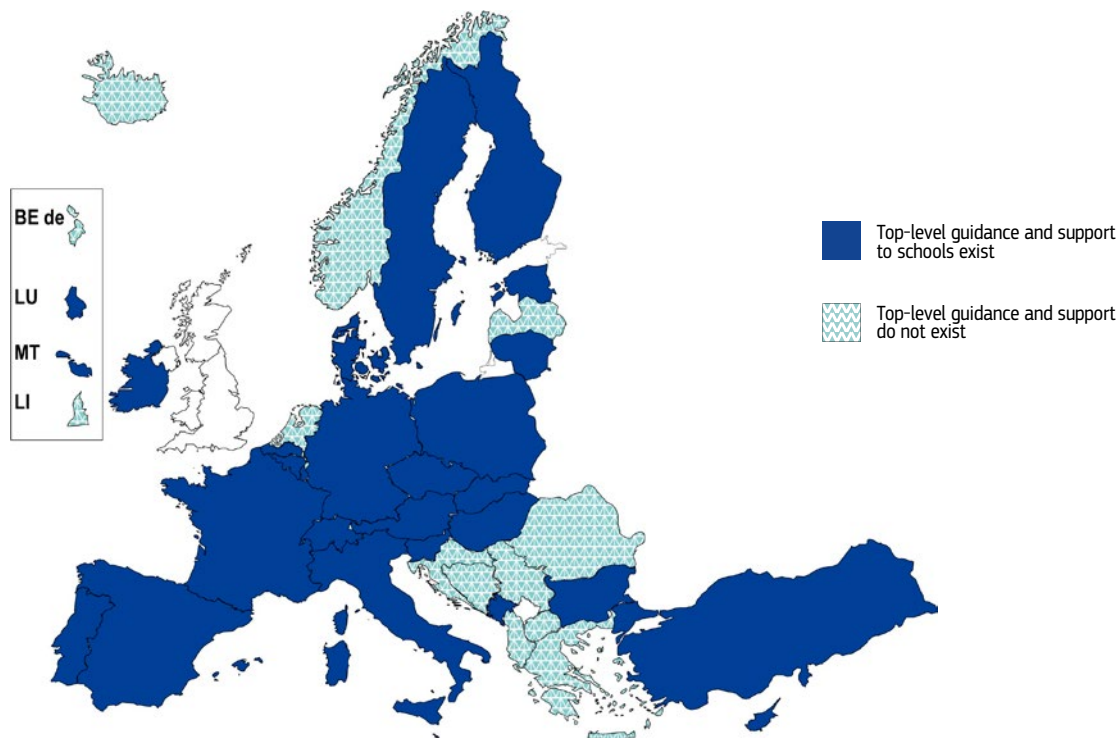 BE de
LU
MT
LI
Top-level guidance and support
to schools exist
Top-level guidance and support
do not exist